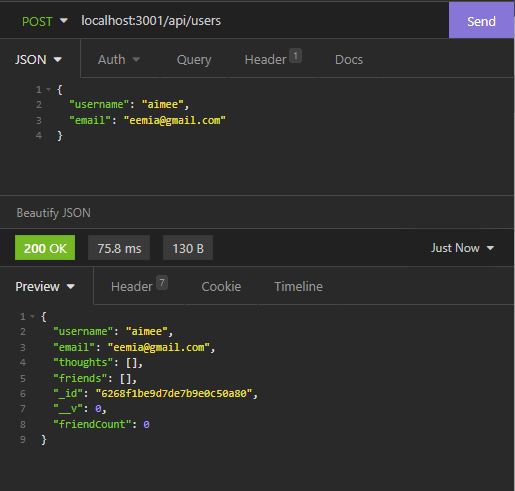 POST localhost:3001/api/users Send
JSON Auth Query Header 1 Docs
1 {
2 "username": "aimee",
3 "email": "eemia@gmail.com"
4 }
Beautify JSON
200 OK 75.8 ms 130 B Just Now
Preview Header 7 Cookie Timeline
1 {
2 "username": "aimee",
3 "email": "eemia@gmail.com",
4 "thoughts": [],
5 "friends": [],
6 "_id": "6268f1be9d7de7b9e0c50a80",
7 "__v": 0,
8 "friendCount": 0
9 }